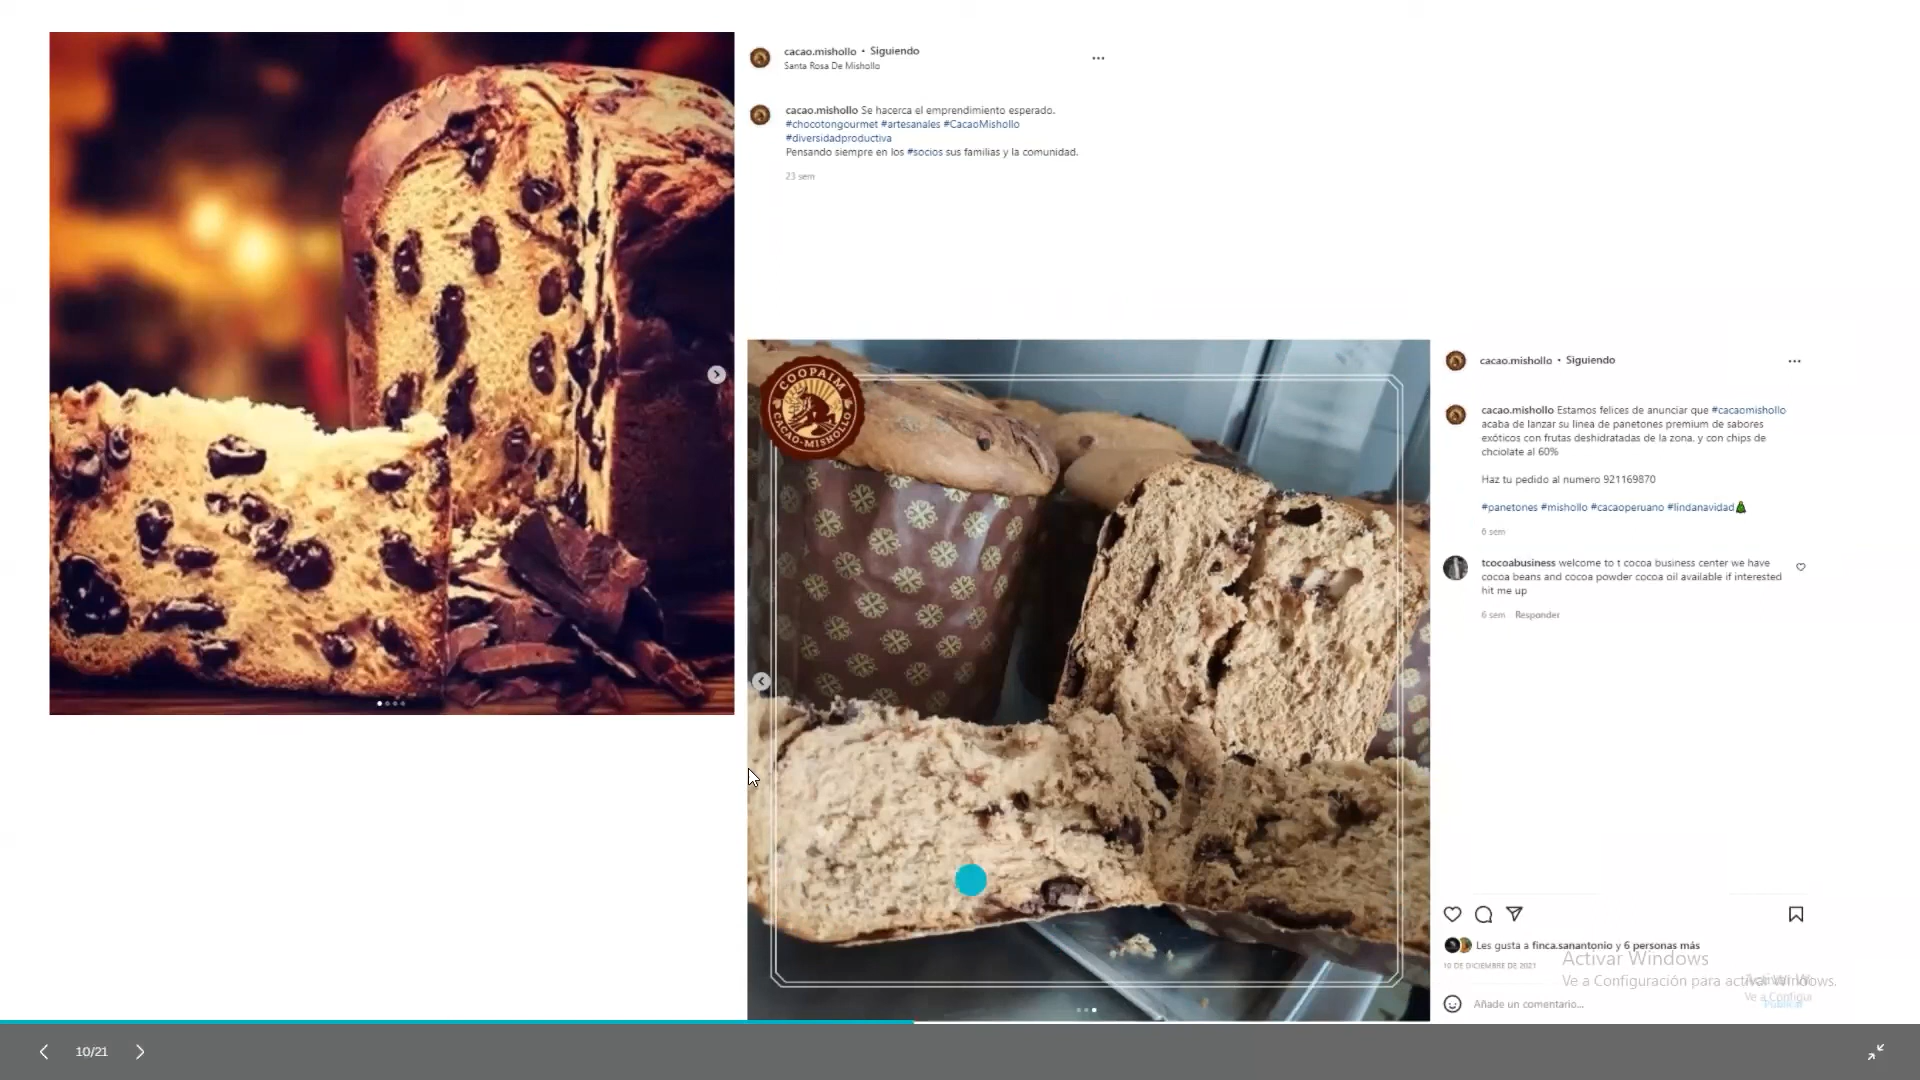 cacao.mishollo • Siguiendo
Santa Rosa De Mishollo
cacao.mishollo Se hacerca el emprendimiento esperado.
#chocotongourmet #artesanales #CacaoMishollo
#diversidadproductiva
Pensando siempre en los #socios sus familias y la comunidad.
23 sem
COOPAIM
CACAO-MISHOLLO
cacao.mishollo • Siguiendo
cacao.mishollo Estamos felices de anunciar que #cacaomishollo
acaba de lanzar su linea de panetones premium de sabores
exóticos con frutas deshidratadas de la zona. y con chips de
chciolate al 60%
Haz tu pedido al numero 921169870
#panetones #mishollo #cacaoperuano #lindanavidad
6 sem
tcocoabusiness welcome to t cocoa business center we have
cocoa beans and cocoa powder cocoa oil available if interested
hit me up
6 sem Responder
Les gusta a finca.sanantonio y 6 personas más
10 DE DICIEMBRE DE 2021
Activar Windows
Ve a Configuración para activar Windows.
Ve a Configur
Añade un comentario...
Publicar
10/21